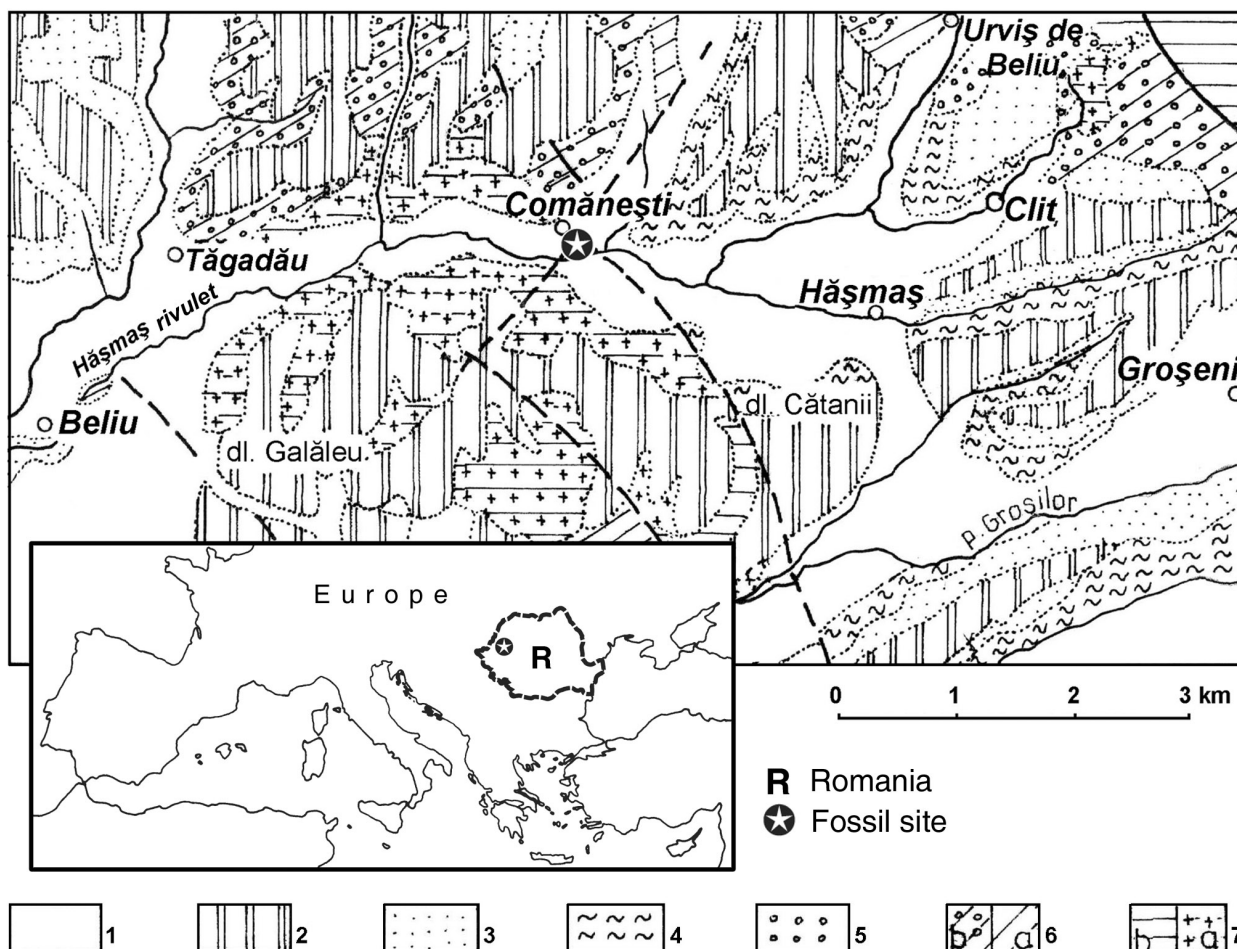 Urviş de
Beliu
Comăneşti
Clit
Tăgadău
Hăşmaş
Hăşmaş rivulet
Groşeni
Beliu
dl. Cătanii
dl. Galăleu.
p Groşilor
Europe
R
0 1 2 3 km
R Romania
Fossil site
1 2 3 4 5 b a 6 b a 7